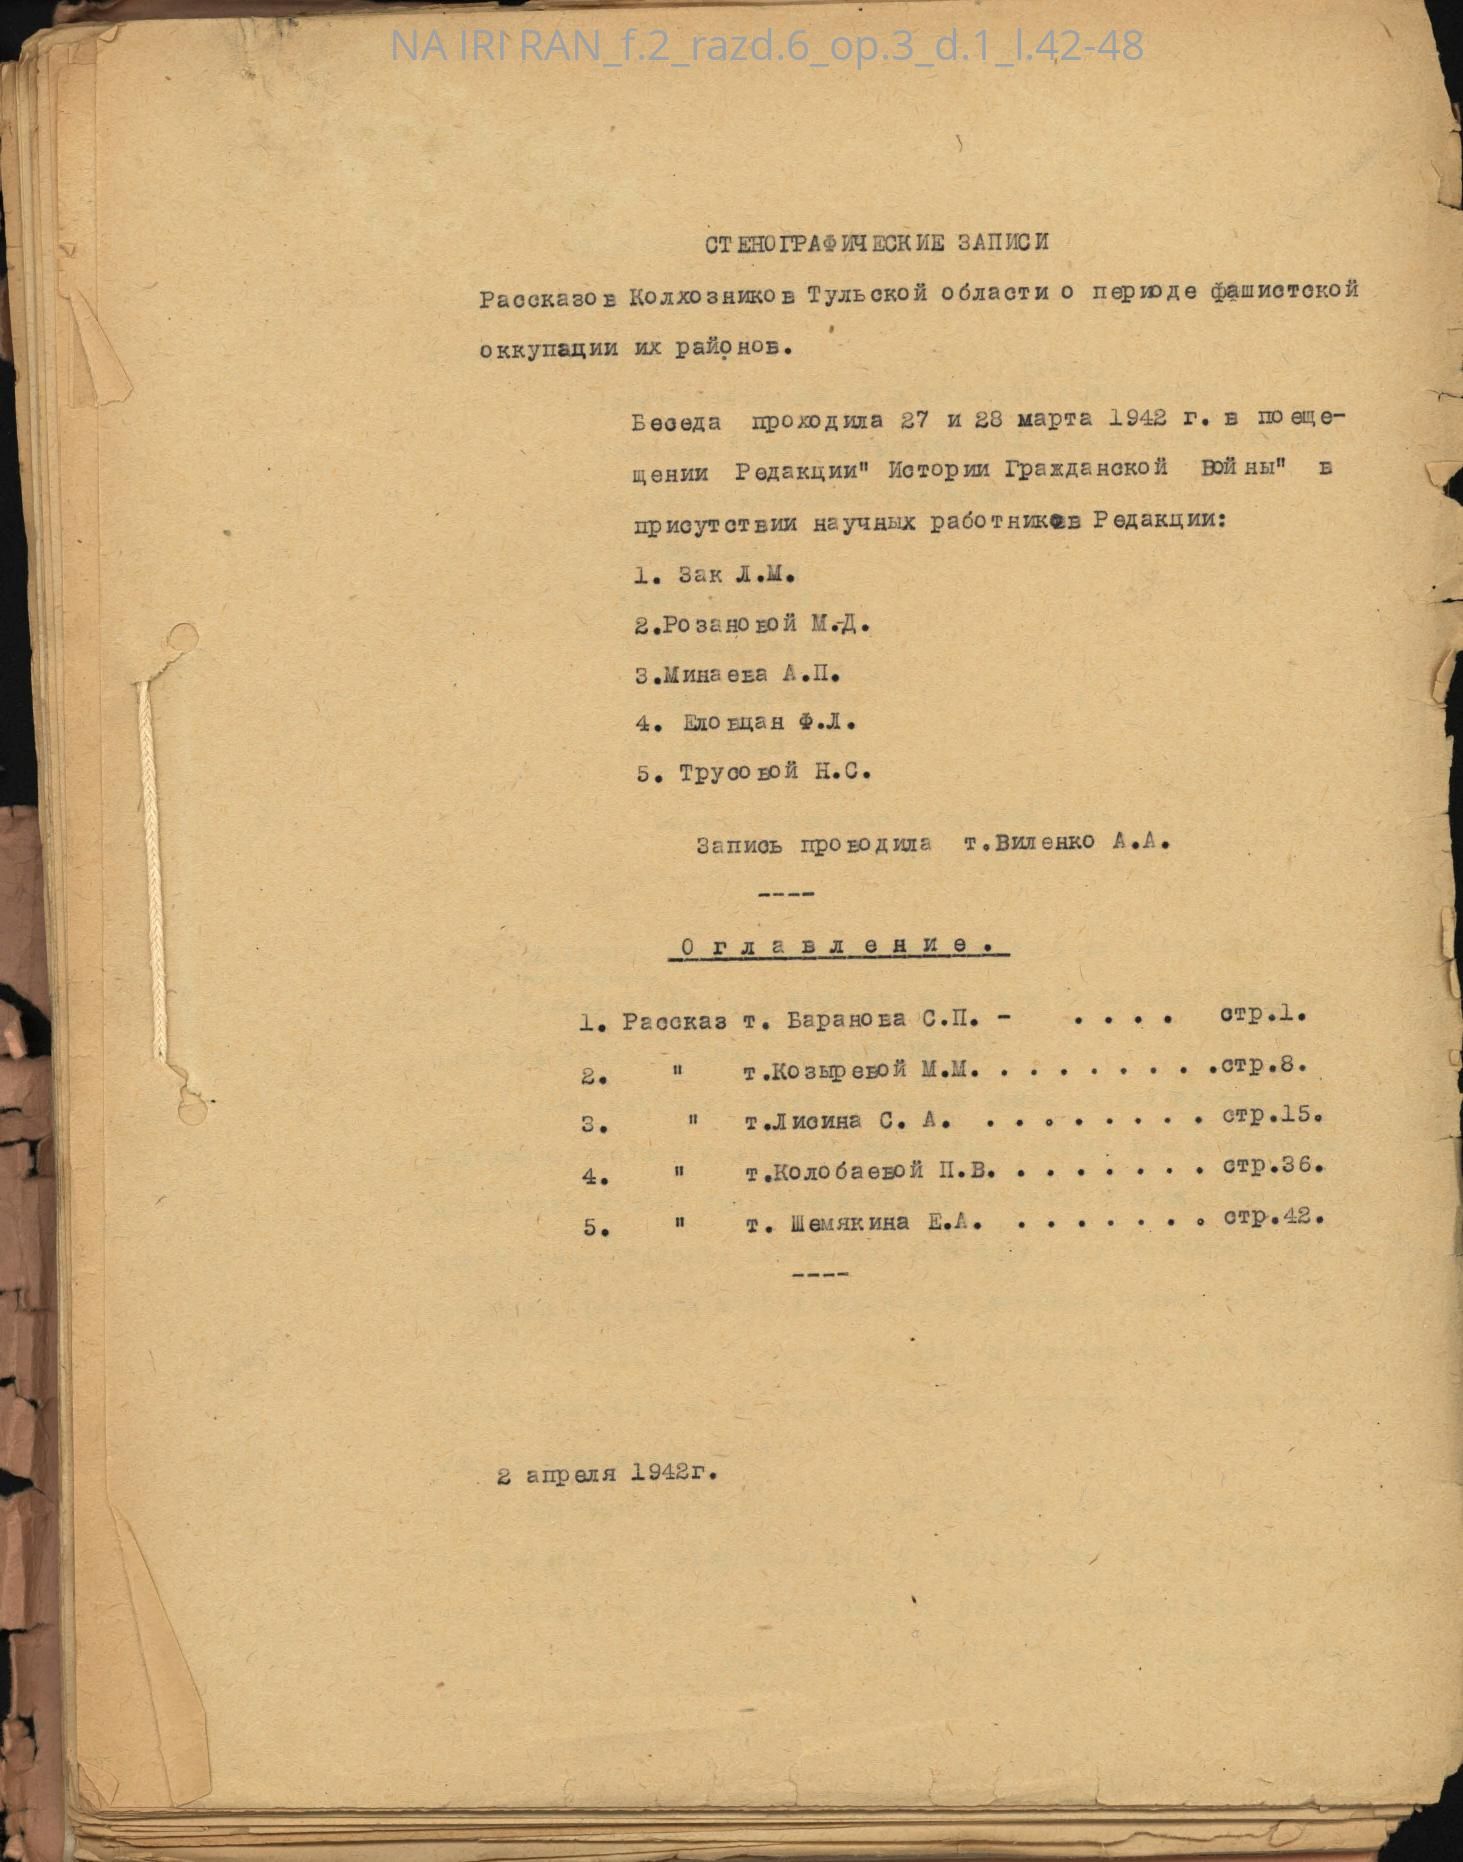 NA IRI RAN_f.2_razd.6_op.3_d.1_l.42-48
СТЕНОГРАФИЧЕСКИЕ ЗАПИСИ
Рассказов Колхозников Тульской области о периоде фашистской
оккупации их районов.
Беседа проходила 27 и 28 марта 1942 г. в поеще-
щении Редакции" Истории Гражданской Войны" в
присутствии научных работников Редакции:
1. Зак Л.М.
2.Розановой М.Д.
3.Минаева А.П.
4. Еловцан Ф.Л.
5. Трусовой Н.С.
Запись проводила т.Виленко А.А.
----
Оглавление.
1. Рассказ т. Баранова С.П. - . . . . стр.1.
2. " т.Козыревой М.М. . . . . . . . . .стр.8.
3. " т.Лисина С. А. . . . . . . . . стр.15.
4. " т.Колобаевой П.В. . . . . . . . стр.36.
5. " т. Шемякина Е.А. . . . . . . . стр.42.
----
2 апреля 1942г.